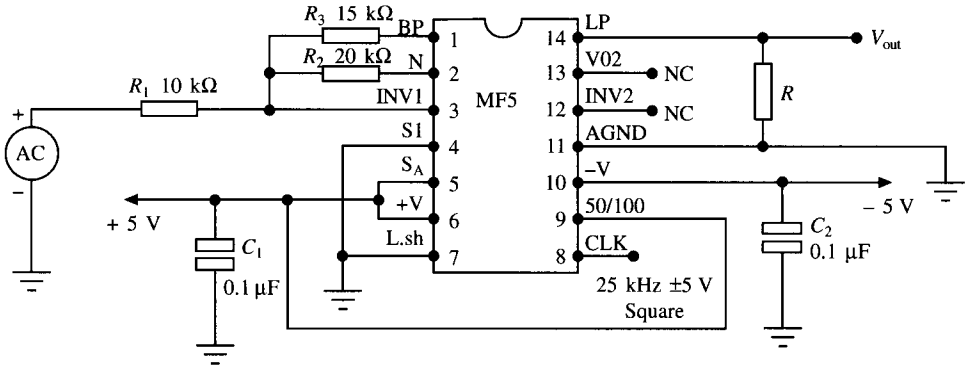 R3 15 kΩ
BP
1
R2 20 kΩ
N
2
R1 10 kΩ
INV1
3
S1
4
SA
5
+V
6
L.sh
7
MF5
LP
14
Vout
V02
13
NC
INV2
12
NC
AGND
11
R
–V
10
– 5 V
50/100
9
CLK
8
25 kHz ±5 V
Square
+
AC
–
+ 5 V
C1
0.1 µF
C2
0.1 µF